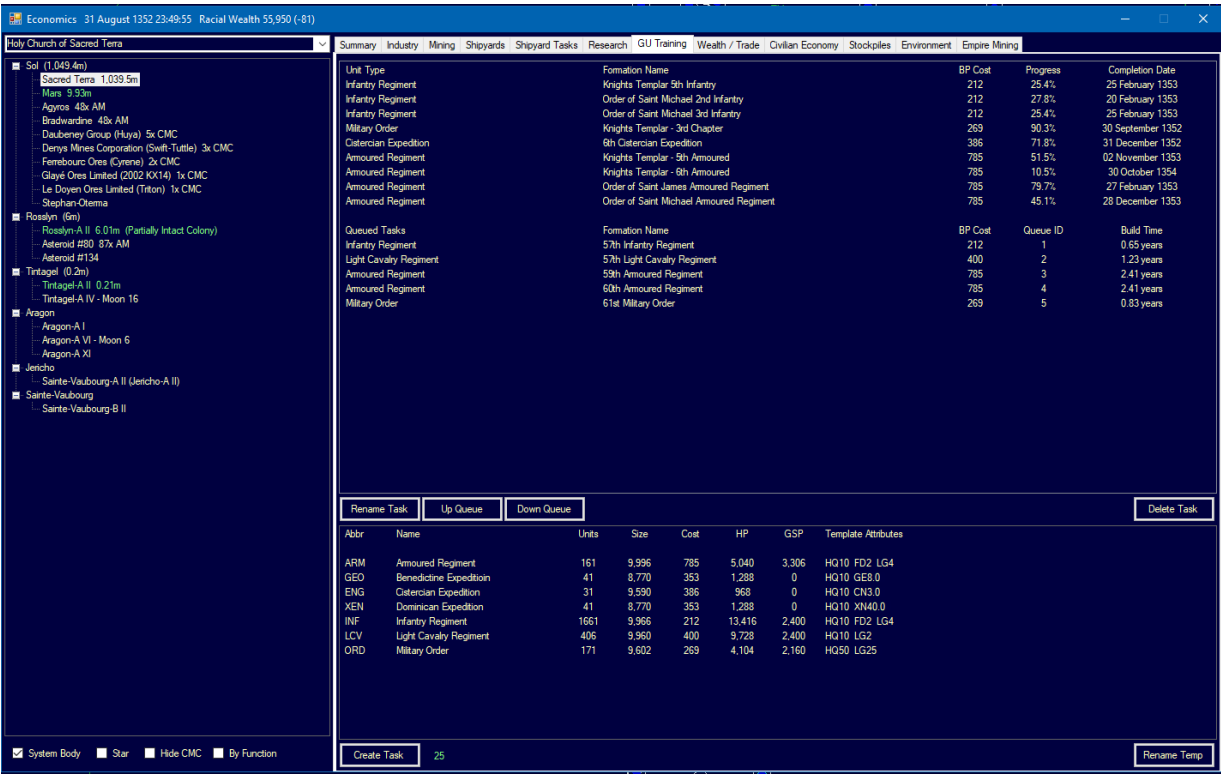 Economics 31 August 1352 23:49:55 Racial Wealth 55,950 (-81)
Holy Church of Sacred Terra
Summary Industry Mining Shipyards Shipyard Tasks Research GU Training Wealth / Trade Civilian Economy Stockpiles Environment Empire Mining
Sol (1,049.4m)
Sacred Terra 1,039.5m
Mars 9.93m
Agyros 48x AM
Bradwardine 48x AM
Daubeney Group (Huya) 5x CMC
Denys Mines Corporation (Swift-Tuttle) 3x CMC
Ferrebourc Ores (Cyrene) 2x CMC
Glayé Ores Limited (2002 KX14) 1x CMC
Le Doyen Ores Limited (Triton) 1x CMC
Stephan-Oterma
Rosslyn (6m)
Rosslyn-A II 6.01m (Partially Intact Colony)
Asteroid #80 87x AM
Asteroid #134
Tintagel (0.2m)
Tintagel-A II 0.21m
Tintagel-A IV - Moon 16
Aragon
Aragon-A I
Aragon-A VI - Moon 6
Aragon-A XI
Jericho
Sainte-Vaubourg-A II (Jericho-A II)
Sainte-Vaubourg
Sainte-Vaubourg-B II
System Body Star Hide CMC By Function
Unit Type Formation Name BP Cost Progress Completion Date
Infantry Regiment Knights Templar 5th Infantry 212 25.4% 25 February 1353
Infantry Regiment Order of Saint Michael 2nd Infantry 212 27.8% 20 February 1353
Infantry Regiment Order of Saint Michael 3rd Infantry 212 25.4% 25 February 1353
Military Order Knights Templar - 3rd Chapter 269 90.3% 30 September 1352
Cistercian Expedition 6th Cistercian Expedition 386 71.8% 31 December 1352
Armoured Regiment Knights Templar - 5th Armoured 785 51.5% 02 November 1353
Armoured Regiment Knights Templar - 6th Armoured 785 10.5% 30 October 1354
Armoured Regiment Order of Saint James Armoured Regiment 785 79.7% 27 February 1353
Armoured Regiment Order of Saint Michael Armoured Regiment 785 45.1% 28 December 1353
Queued Tasks Formation Name BP Cost Queue ID Build Time
Infantry Regiment 57th Infantry Regiment 212 1 0.65 years
Light Cavalry Regiment 57th Light Cavalry Regiment 400 2 1.23 years
Armoured Regiment 59th Armoured Regiment 785 3 2.41 years
Armoured Regiment 60th Armoured Regiment 785 4 2.41 years
Military Order 61st Military Order 269 5 0.83 years
Rename Task Up Queue Down Queue Delete Task
Abbr Name Units Size Cost HP GSP Template Attributes
ARM Armoured Regiment 161 9,996 785 5,040 3,306 HQ10 FD2 LG4
GEO Benedictine Expeditioin 41 8,770 353 1,288 0 HQ10 GE8.0
ENG Cistercian Expedition 31 9,590 386 968 0 HQ10 CN3.0
XEN Dominican Expedition 41 8,770 353 1,288 0 HQ10 XN40.0
INF Infantry Regiment 1661 9,966 212 13,416 2,400 HQ10 FD2 LG4
LCV Light Cavalry Regiment 406 9,960 400 9,728 2,400 HQ10 LG2
ORD Military Order 171 9,602 269 4,104 2,160 HQ50 LG25
Create Task 25 Rename Temp